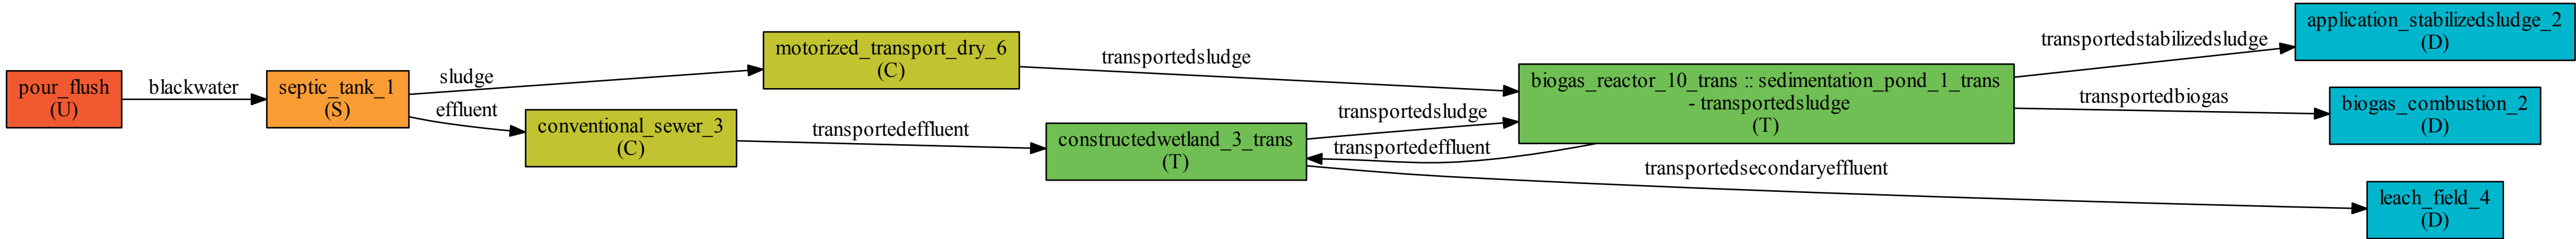 pour_flush
(U)
blackwater
septic_tank_1
(S)
sludge
effluent
motorized_transport_dry_6
(C)
conventional_sewer_3
(C)
transportedsludge
transportedeffluent
constructedwetland_3_trans
(T)
transportedsludge
transportedeffluent
biogas_reactor_10_trans :: sedimentation_pond_1_trans
- transportedsludge
(T)
transportedsecondaryeffluent
transportedstabilizedsludge
transportedbiogas
application_stabilizedsludge_2
(D)
biogas_combustion_2
(D)
leach_field_4
(D)